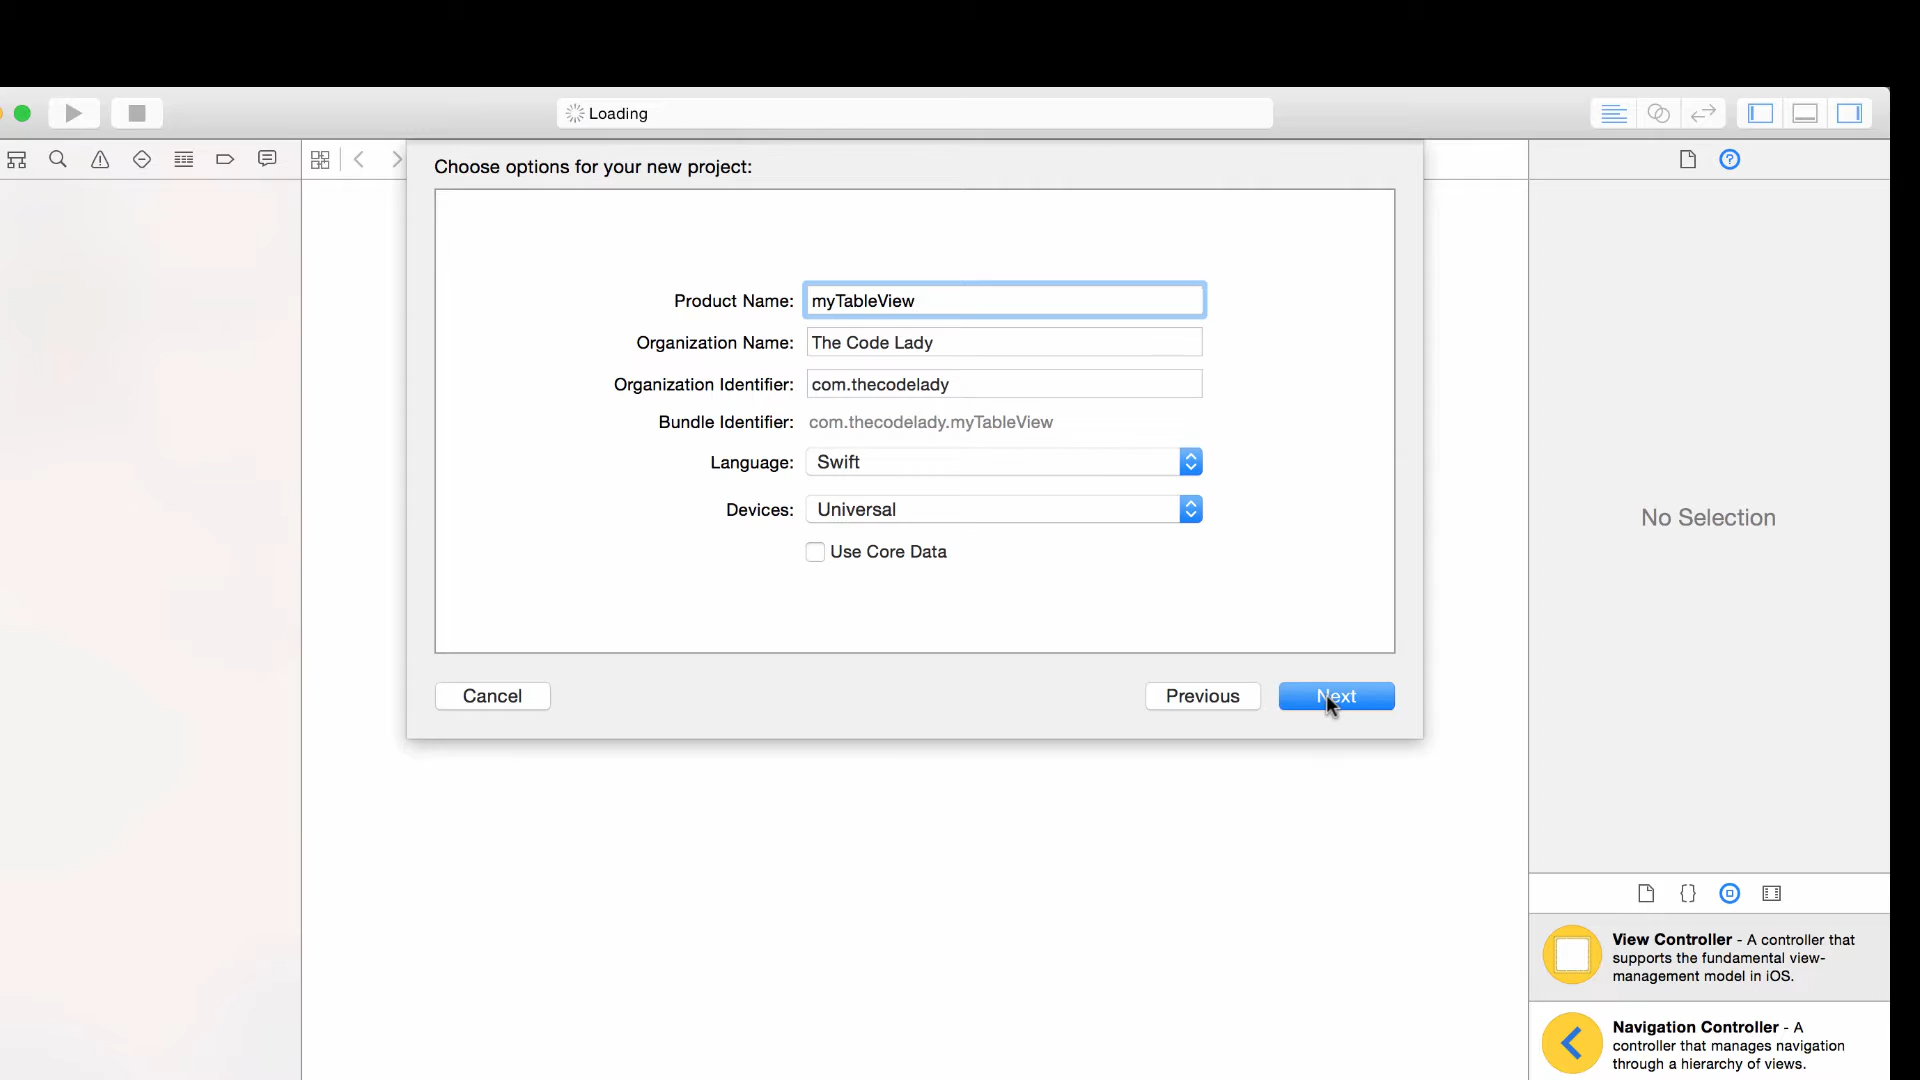 Loading
Choose options for your new project:
Product Name: myTableView
Organization Name: The Code Lady
Organization Identifier: com.thecodelady
Bundle Identifier: com.thecodelady.myTableView
Language: Swift
Devices: Universal
Use Core Data
Cancel Previous Next
No Selection
{}
View Controller - A controller that
supports the fundamental view-
management model in iOS.
Navigation Controller - A
controller that manages navigation
through a hierarchy of views.